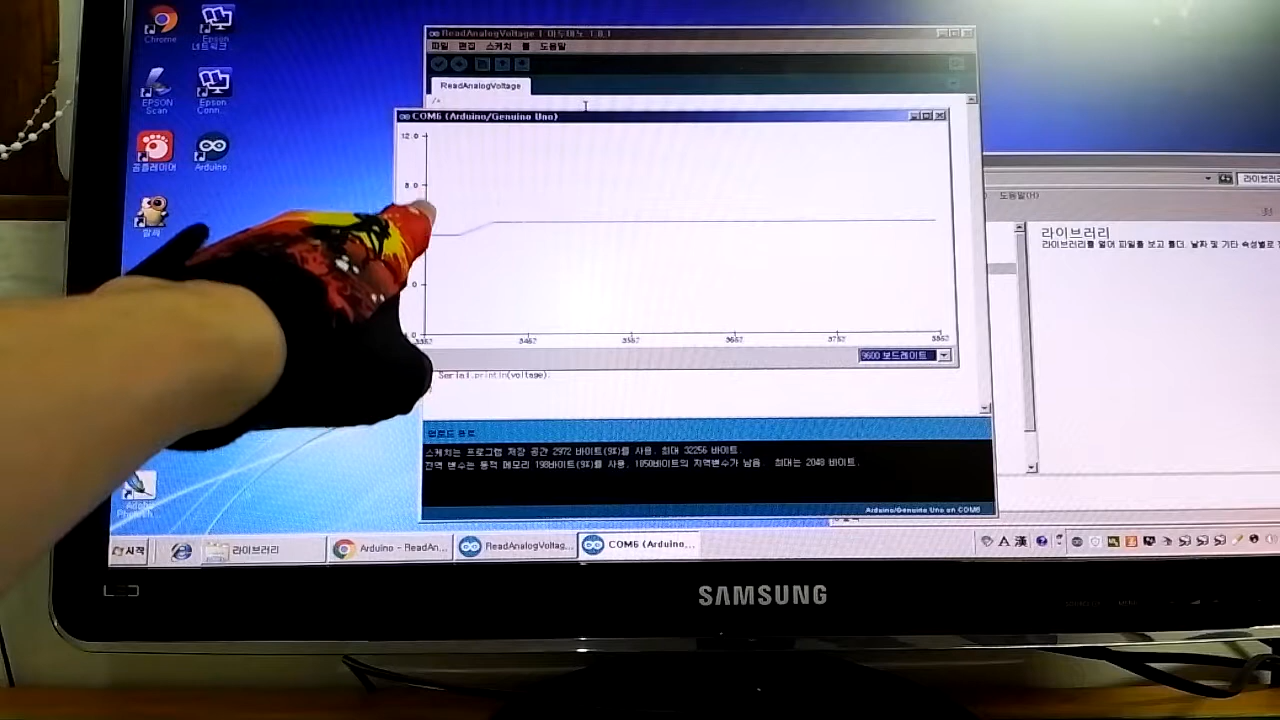 Chrome
Epson
네트워크
EPSON
Scan
Epson
Conn...
곰플레이어
Arduino
ReadAnalogVoltage | 아두이노 1.8.1
파일 편집 스케치 툴 도움말
ReadAnalogVoltage
/*
COM6 (Arduino/Genuino Uno)
12.0
8.0
3462
3562
3662
3762
3862
9600 보드레이트
Serial.println(voltage);
업로드 완료
스케치는 프로그램 저장 공간 2972 바이트(9%)를 사용. 최대 32256 바이트.
전역 변수는 동적 메모리 198바이트(9%)를 사용, 1850바이트의 지역변수가 남음. 최대는 2048 바이트.
Arduino/Genuino Uno on COM6
도움말(H)
라이브러리
라이브러리
라이브러리를 열어 파일을 보고 폴더, 날짜 및 기타 속성별로
시작
라이브러리
Arduino - ReadAn...
ReadAnalogVoltag...
COM6 (Arduino...
A 漢
SAMSUNG